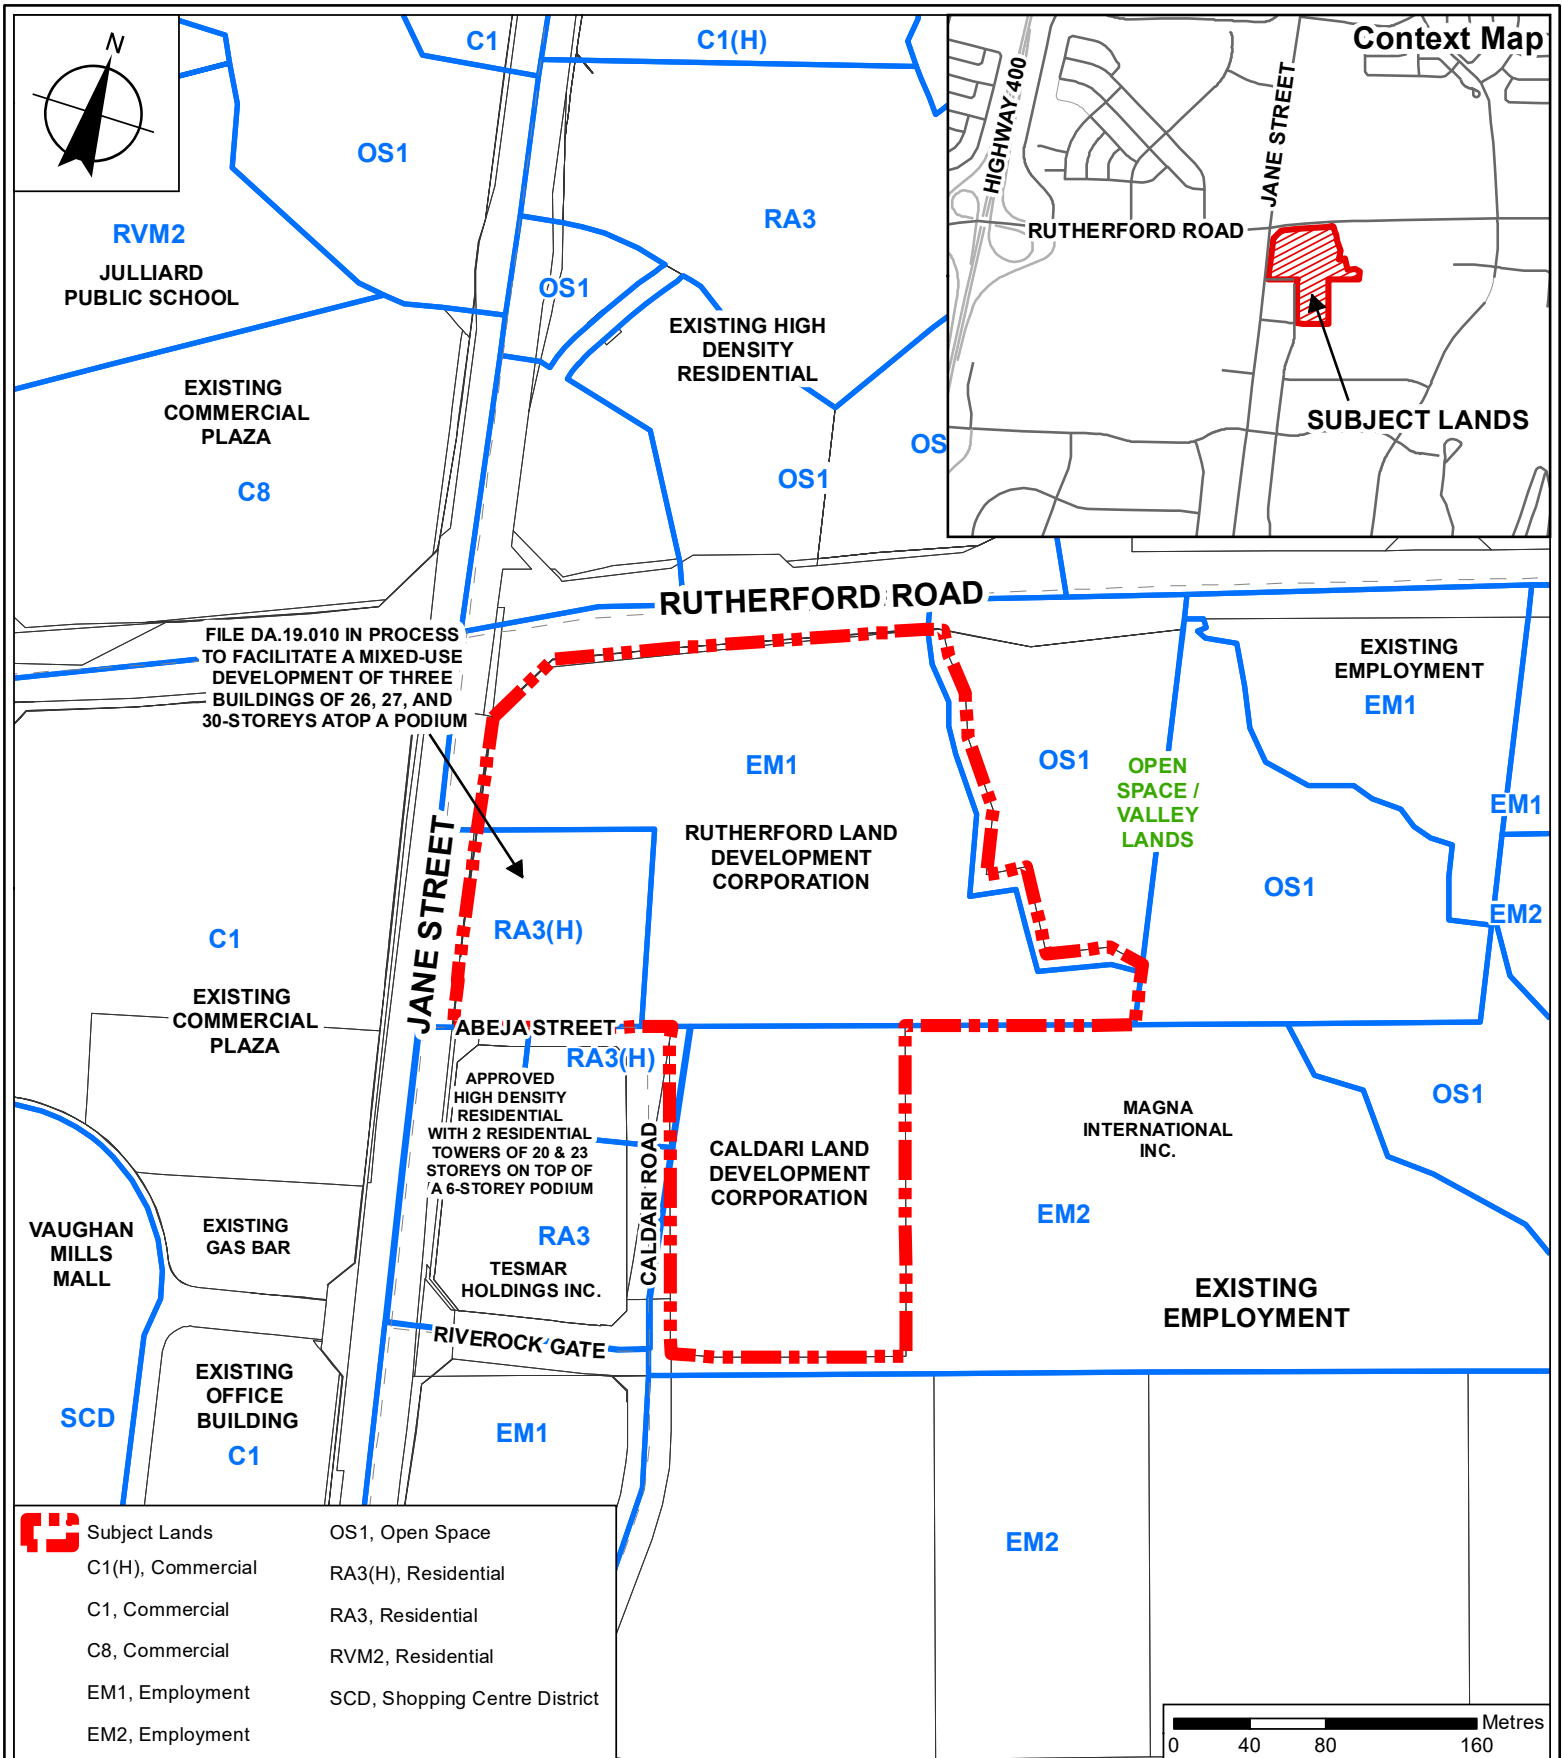 N
C1
C1(H)
Context Map
HIGHWAY 400
JANE STREET
RUTHERFORD ROAD
SUBJECT LANDS
OS1
RVM2
JULLIARD
PUBLIC SCHOOL
RA3
OS1
EXISTING HIGH
DENSITY
RESIDENTIAL
EXISTING
COMMERCIAL
PLAZA
C8
OS1
OS
RUTHERFORD ROAD
FILE DA.19.010 IN PROCESS
TO FACILITATE A MIXED-USE
DEVELOPMENT OF THREE
BUILDINGS OF 26, 27, AND
30-STOREYS ATOP A PODIUM
EXISTING
EMPLOYMENT
EM1
EM1
OS1
OPEN
SPACE /
VALLEY
LANDS
EM1
RUTHERFORD LAND
DEVELOPMENT
CORPORATION
JANE STREET
OS1
EM2
RA3(H)
C1
EXISTING
COMMERCIAL
PLAZA
ABEJA STREET
RA3(H)
APPROVED
HIGH DENSITY
RESIDENTIAL
WITH 2 RESIDENTIAL
TOWERS OF 20 & 23
STOREYS ON TOP OF
A 6-STOREY PODIUM
CALDARI ROAD
CALDARI LAND
DEVELOPMENT
CORPORATION
MAGNA
INTERNATIONAL
INC.
OS1
EM2
VAUGHAN
MILLS
MALL
EXISTING
GAS BAR
RA3
TESMAR
HOLDINGS INC.
EXISTING
EMPLOYMENT
RIVEROCK GATE
EXISTING
OFFICE
BUILDING
C1
SCD
EM1
EM2
Subject Lands
C1(H), Commercial
C1, Commercial
C8, Commercial
EM1, Employment
EM2, Employment
OS1, Open Space
RA3(H), Residential
RA3, Residential
RVM2, Residential
SCD, Shopping Centre District
Metres
0 40 80 160